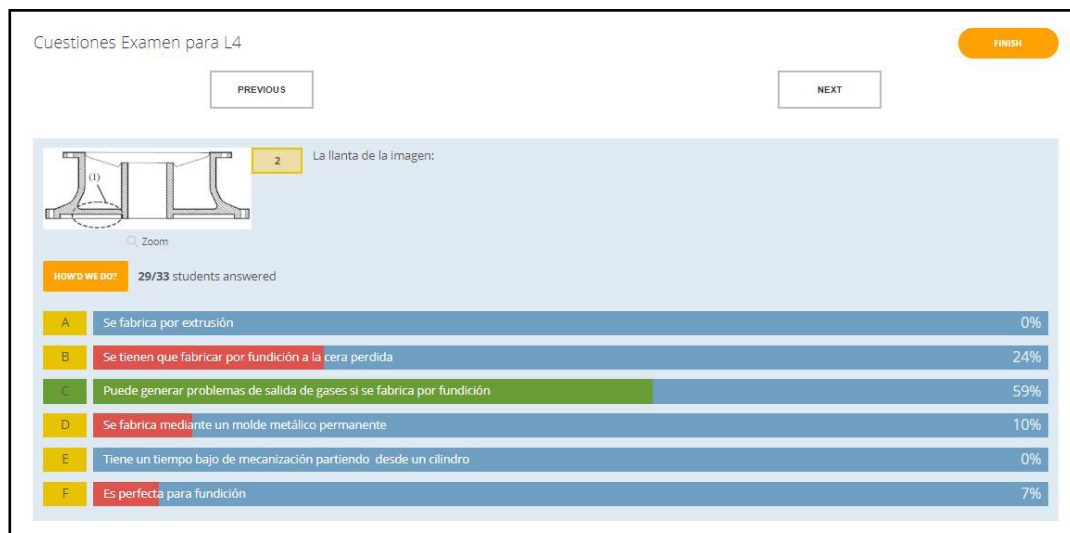 Cuestiones Examen para L4
FINISH
PREVIOUS
NEXT
(1)
2
La llanta de la imagen:
Zoom
HOW'D WE DO?
29/33 students answered
A Se fabrica por extrusión 0%
B Se tienen que fabricar por fundición a la cera perdida 24%
C Puede generar problemas de salida de gases si se fabrica por fundición 59%
D Se fabrica mediante un molde metálico permanente 10%
E Tiene un tiempo bajo de mecanización partiendo desde un cilindro 0%
F Es perfecta para fundición 7%